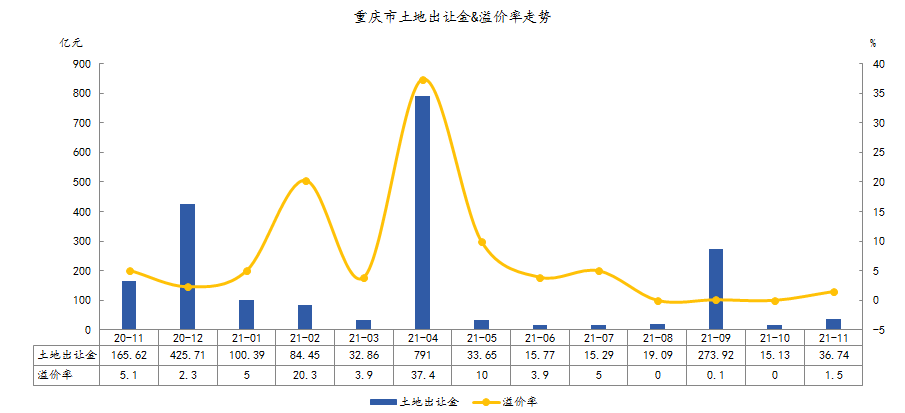 重庆市土地出让金&溢价率走势
亿元 %
900 40
800 35
700 30
600 25
500 20
400 15
300 10
200 5
100 0
0 -5
20-11 20-12 21-01 21-02 21-03 21-04 21-05 21-06 21-07 21-08 21-09 21-10 21-11
土地出让金 165.62 425.71 100.39 84.45 32.86 791 33.65 15.77 15.29 19.09 273.92 15.13 36.74
溢价率 5.1 2.3 5 20.3 3.9 37.4 10 3.9 5 0 0.1 0 1.5
土地出让金 溢价率